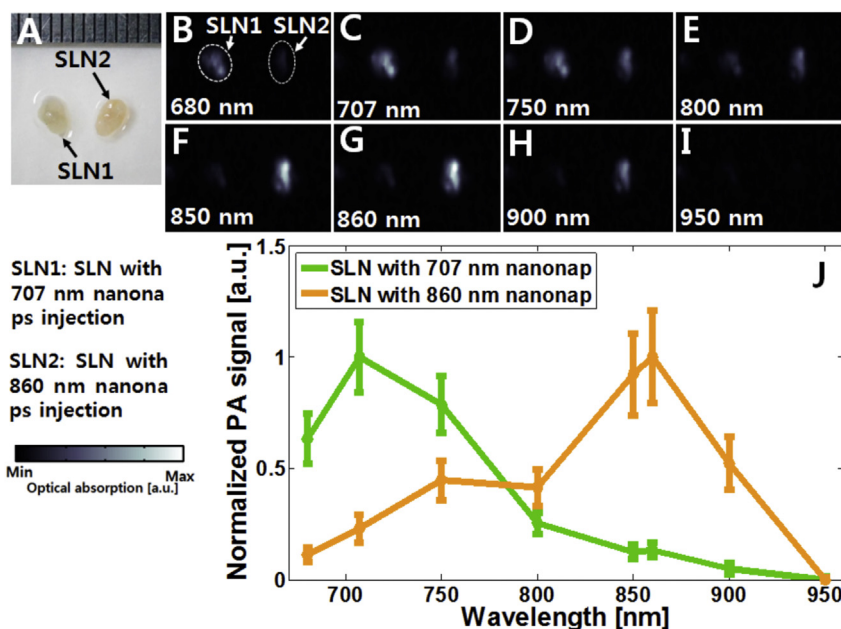 A
SLN2
SLN1
B
SLN1
SLN2
680 nm
C
707 nm
D
750 nm
E
800 nm
F
850 nm
G
860 nm
H
900 nm
I
950 nm
SLN1: SLN with
707 nm nanona
ps injection
SLN2: SLN with
860 nm nanona
ps injection
Min
Max
Optical absorption [a.u.]
J
SLN with 707 nm nanonap
SLN with 860 nm nanonap
Normalized PA signal [a.u.]
1.5
1
0.5
0
700
750
800
850
900
950
Wavelength [nm]